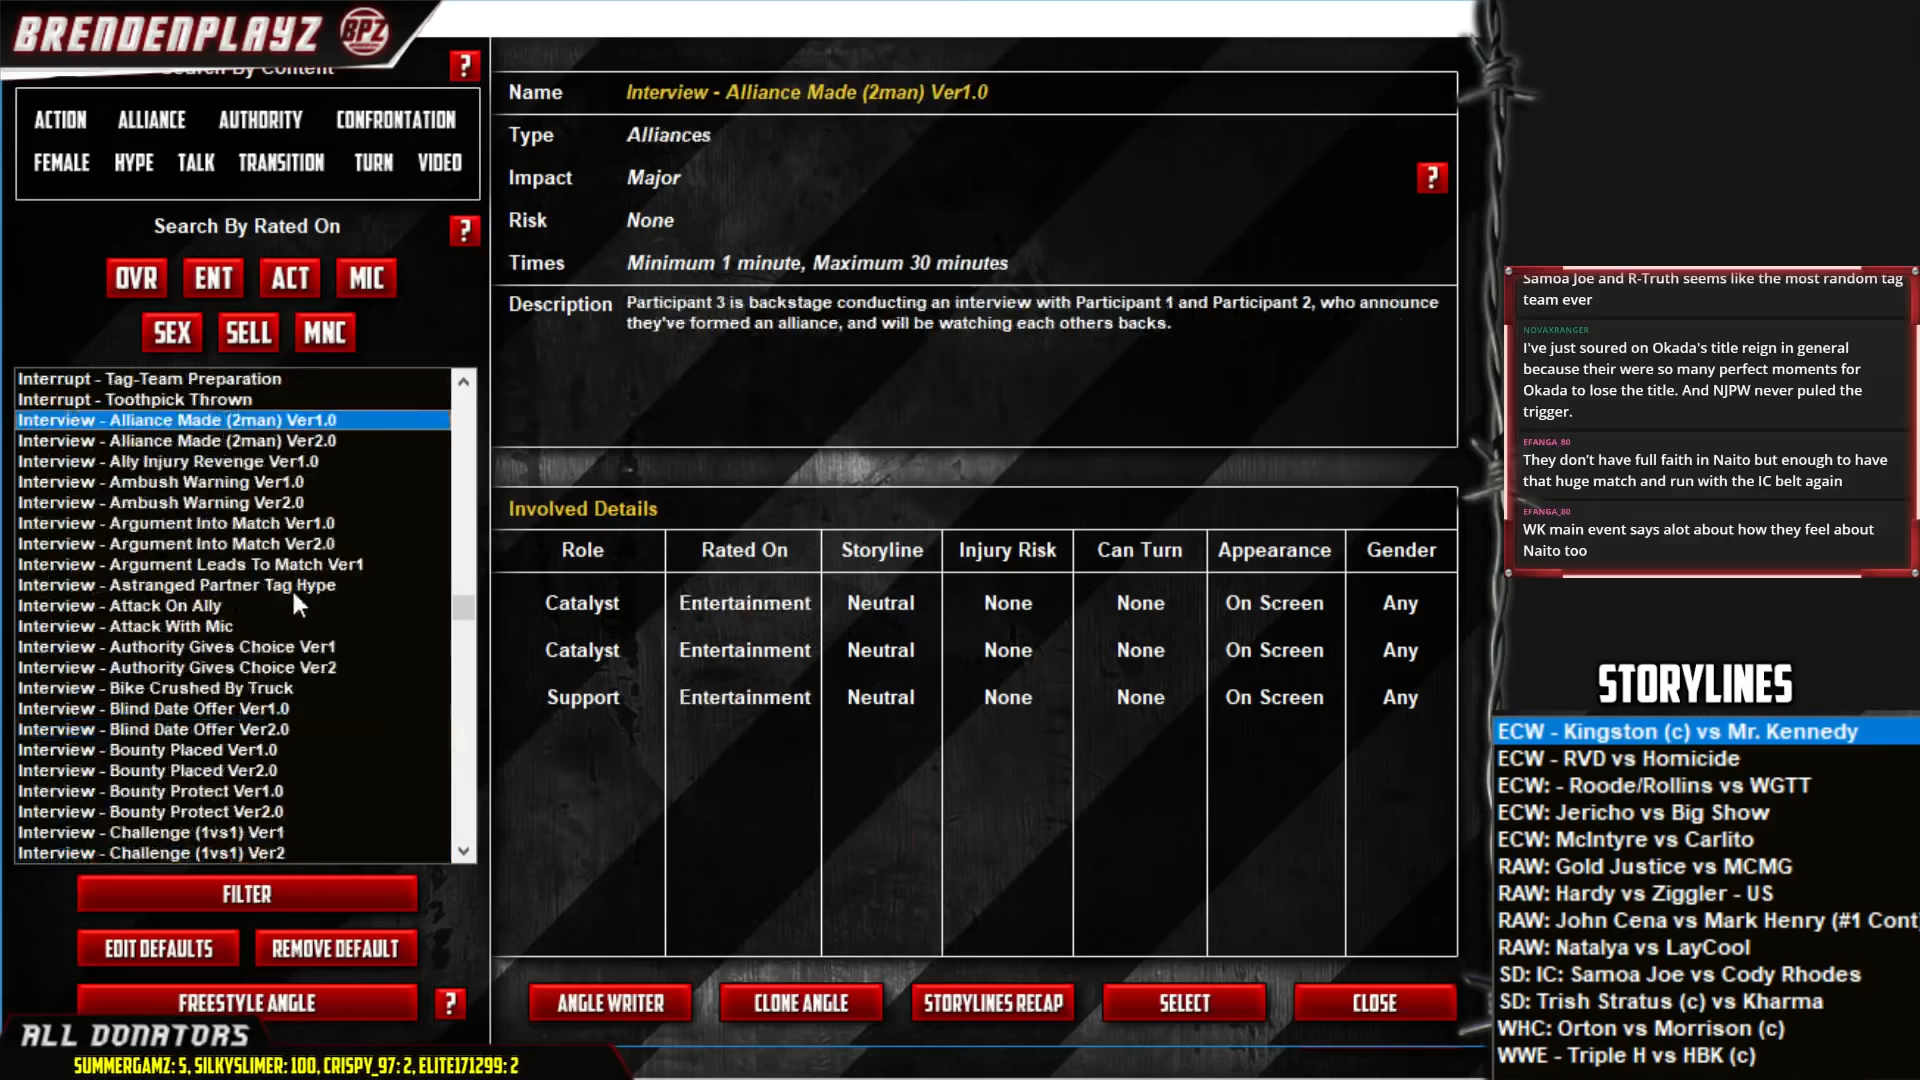 BRENDENPLAYZ BPZ
Search By Content
?
ACTION ALLIANCE AUTHORITY CONFRONTATION
FEMALE HYPE TALK TRANSITION TURN VIDEO
Search By Rated On
?
OVR ENT ACT MIC
SEX SELL MNC
Interrupt - Tag-Team Preparation
Interrupt - Toothpick Thrown
Interview - Alliance Made (2man) Ver1.0
Interview - Alliance Made (2man) Ver2.0
Interview - Ally Injury Revenge Ver1.0
Interview - Ambush Warning Ver1.0
Interview - Ambush Warning Ver2.0
Interview - Argument Into Match Ver1.0
Interview - Argument Into Match Ver2.0
Interview - Argument Leads To Match Ver1
Interview - Astranged Partner Tag Hype
Interview - Attack On Ally
Interview - Attack With Mic
Interview - Authority Gives Choice Ver1
Interview - Authority Gives Choice Ver2
Interview - Bike Crushed By Truck
Interview - Blind Date Offer Ver1.0
Interview - Blind Date Offer Ver2.0
Interview - Bounty Placed Ver1.0
Interview - Bounty Placed Ver2.0
Interview - Bounty Protect Ver1.0
Interview - Bounty Protect Ver2.0
Interview - Challenge (1vs1) Ver1
Interview - Challenge (1vs1) Ver2
FILTER
EDIT DEFAULTS REMOVE DEFAULT
FREESTYLE ANGLE ?
ALL DONATORS
SUMMERGAMZ: 5, SILKYSLIMER: 100, CRISPY_97: 2, ELITE171299: 2
Name Interview - Alliance Made (2man) Ver1.0
Type Alliances
Impact Major ?
Risk None
Times Minimum 1 minute, Maximum 30 minutes
Description Participant 3 is backstage conducting an interview with Participant 1 and Participant 2, who announce
they've formed an alliance, and will be watching each others backs.
Involved Details
Role Rated On Storyline Injury Risk Can Turn Appearance Gender
Catalyst Entertainment Neutral None None On Screen Any
Catalyst Entertainment Neutral None None On Screen Any
Support Entertainment Neutral None None On Screen Any
ANGLE WRITER CLONE ANGLE STORYLINES RECAP SELECT CLOSE
Samoa Joe and R-Truth seems like the most random tag
team ever
NOVAXRANGER
I've just soured on Okada's title reign in general
because their were so many perfect moments for
Okada to lose the title. And NJPW never puled the
trigger.
EFANGA_80
They don't have full faith in Naito but enough to have
that huge match and run with the IC belt again
EFANGA_80
WK main event says alot about how they feel about
Naito too
STORYLINES
ECW - Kingston (c) vs Mr. Kennedy
ECW - RVD vs Homicide
ECW: - Roode/Rollins vs WGTT
ECW: Jericho vs Big Show
ECW: McIntyre vs Carlito
RAW: Gold Justice vs MCMG
RAW: Hardy vs Ziggler - US
RAW: John Cena vs Mark Henry (#1 Cont
RAW: Natalya vs LayCool
SD: IC: Samoa Joe vs Cody Rhodes
SD: Trish Stratus (c) vs Kharma
WHC: Orton vs Morrison (c)
WWE - Triple H vs HBK (c)